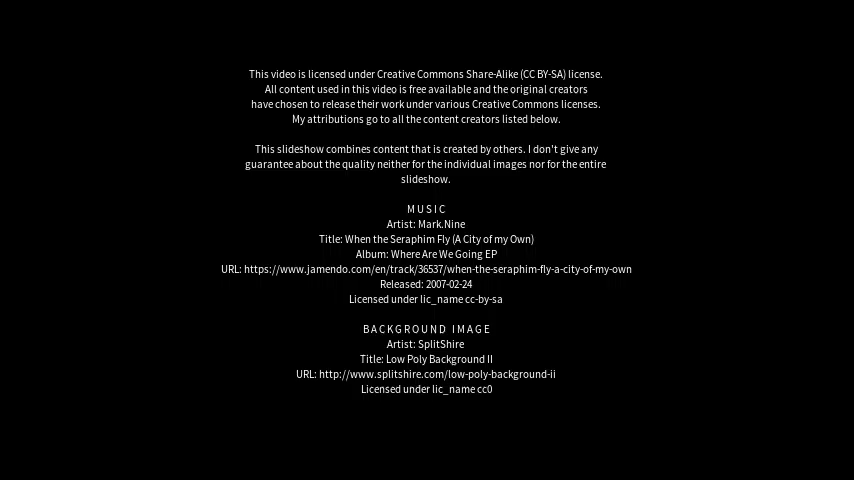 This video is licensed under Creative Commons Share-Alike (CC BY-SA) license.
All content used in this video is free available and the original creators
have chosen to release their work under various Creative Commons licenses.
My attributions go to all the content creators listed below.
This slideshow combines content that is created by others. I don't give any
guarantee about the quality neither for the individual images nor for the entire
slideshow.
MUSIC
Artist: Mark.Nine
Title: When the Seraphim Fly (A City of my Own)
Album: Where Are We Going EP
URL: https://www.jamendo.com/en/track/36537/when-the-seraphim-fly-a-city-of-my-own
Released: 2007-02-24
Licensed under lic_name cc-by-sa
BACKGROUND IMAGE
Artist: SplitShire
Title: Low Poly Background II
URL: http://www.splitshire.com/low-poly-background-ii
Licensed under lic_name cc0